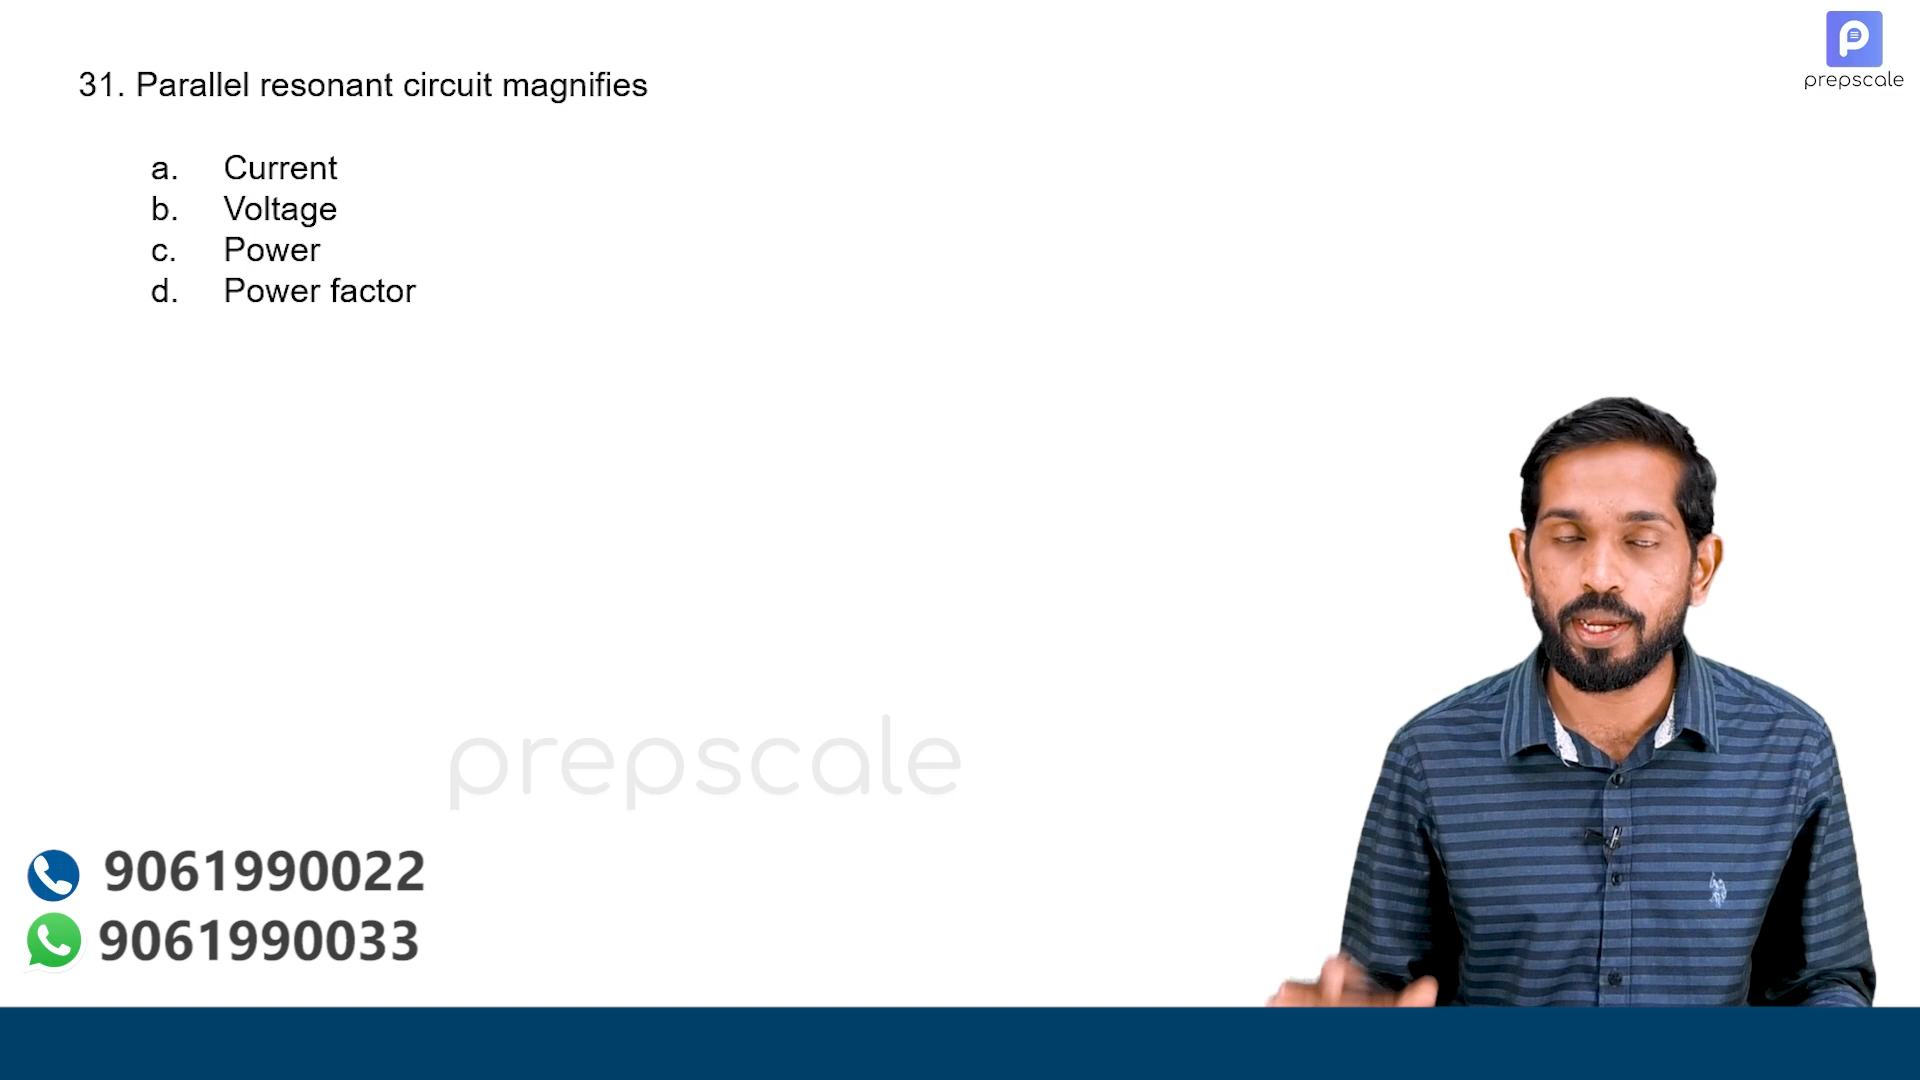 prepscale
31. Parallel resonant circuit magnifies
a. Current
b. Voltage
c. Power
d. Power factor
prepscale
9061990022
9061990033